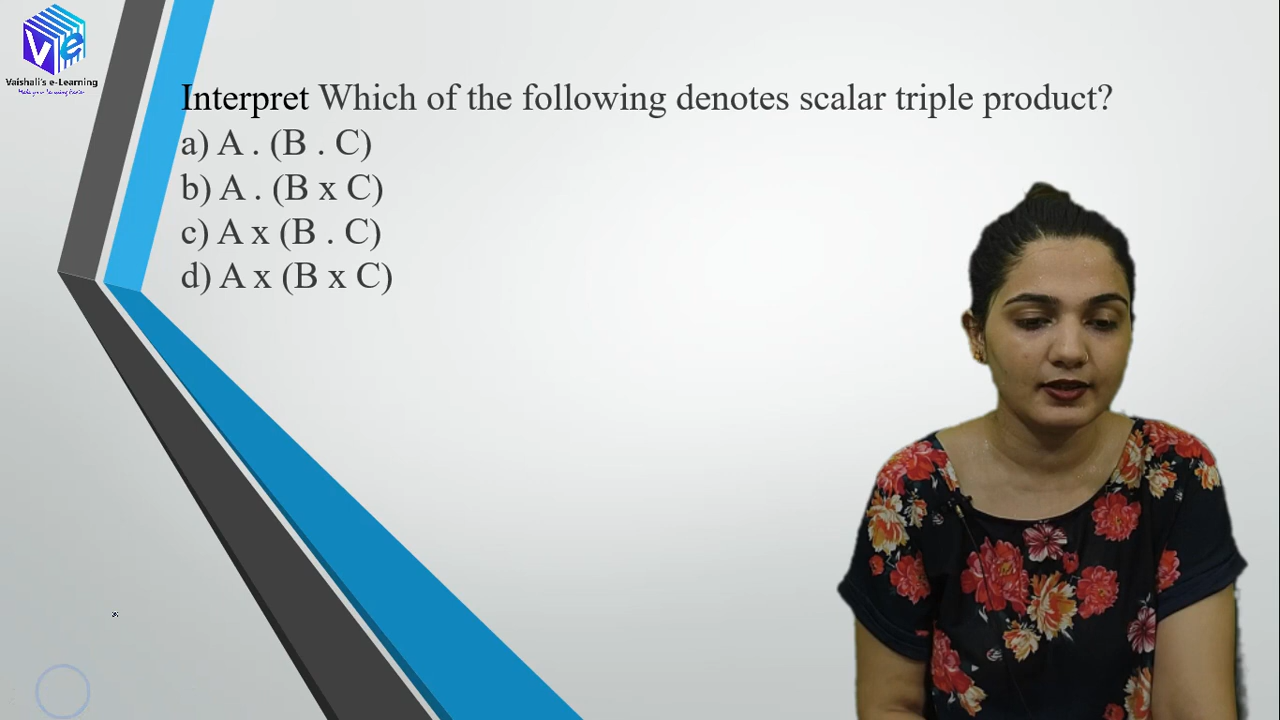 Vaishali's e-Learning
Interpret Which of the following denotes scalar triple product?
a) A . (B . C)
b) A . (B x C)
c) A x (B . C)
d) A x (B x C)